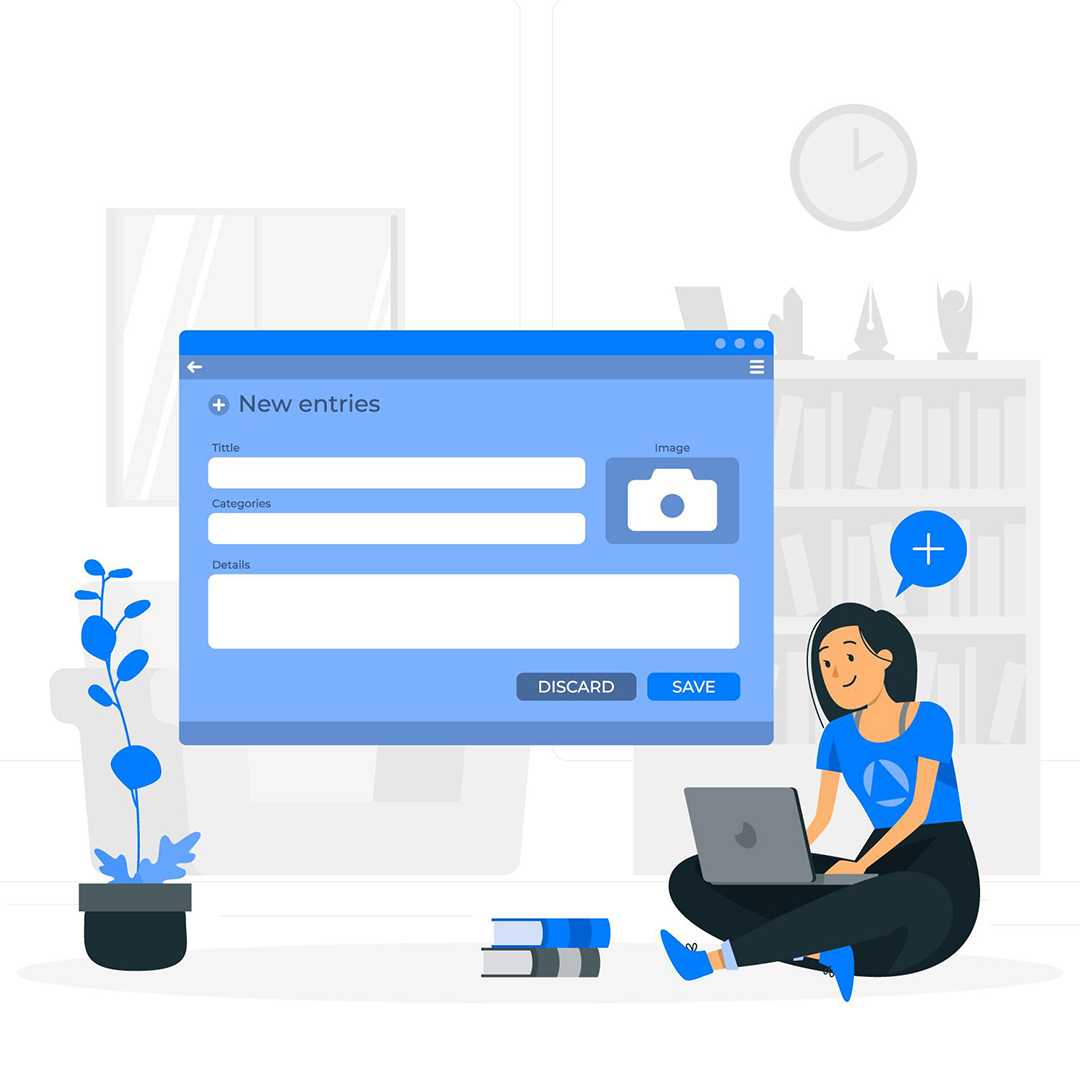 New entries
Tittle
Image
Categories
Details
DISCARD
SAVE